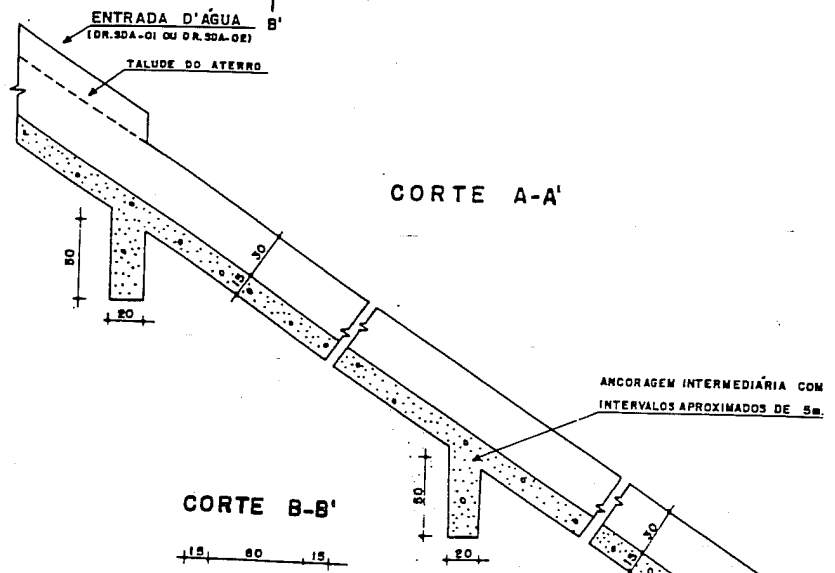 B'
ENTRADA D'ÁGUA
(DR.SDA-01 OU DR.SDA-02)
TALUDE DO ATERRO
CORTE A-A'
30
15
50
20
ANCORAGEM INTERMEDIÁRIA COM
INTERVALOS APROXIMADOS DE 5m.
50
20
30
15
CORTE B-B'
15 60 15